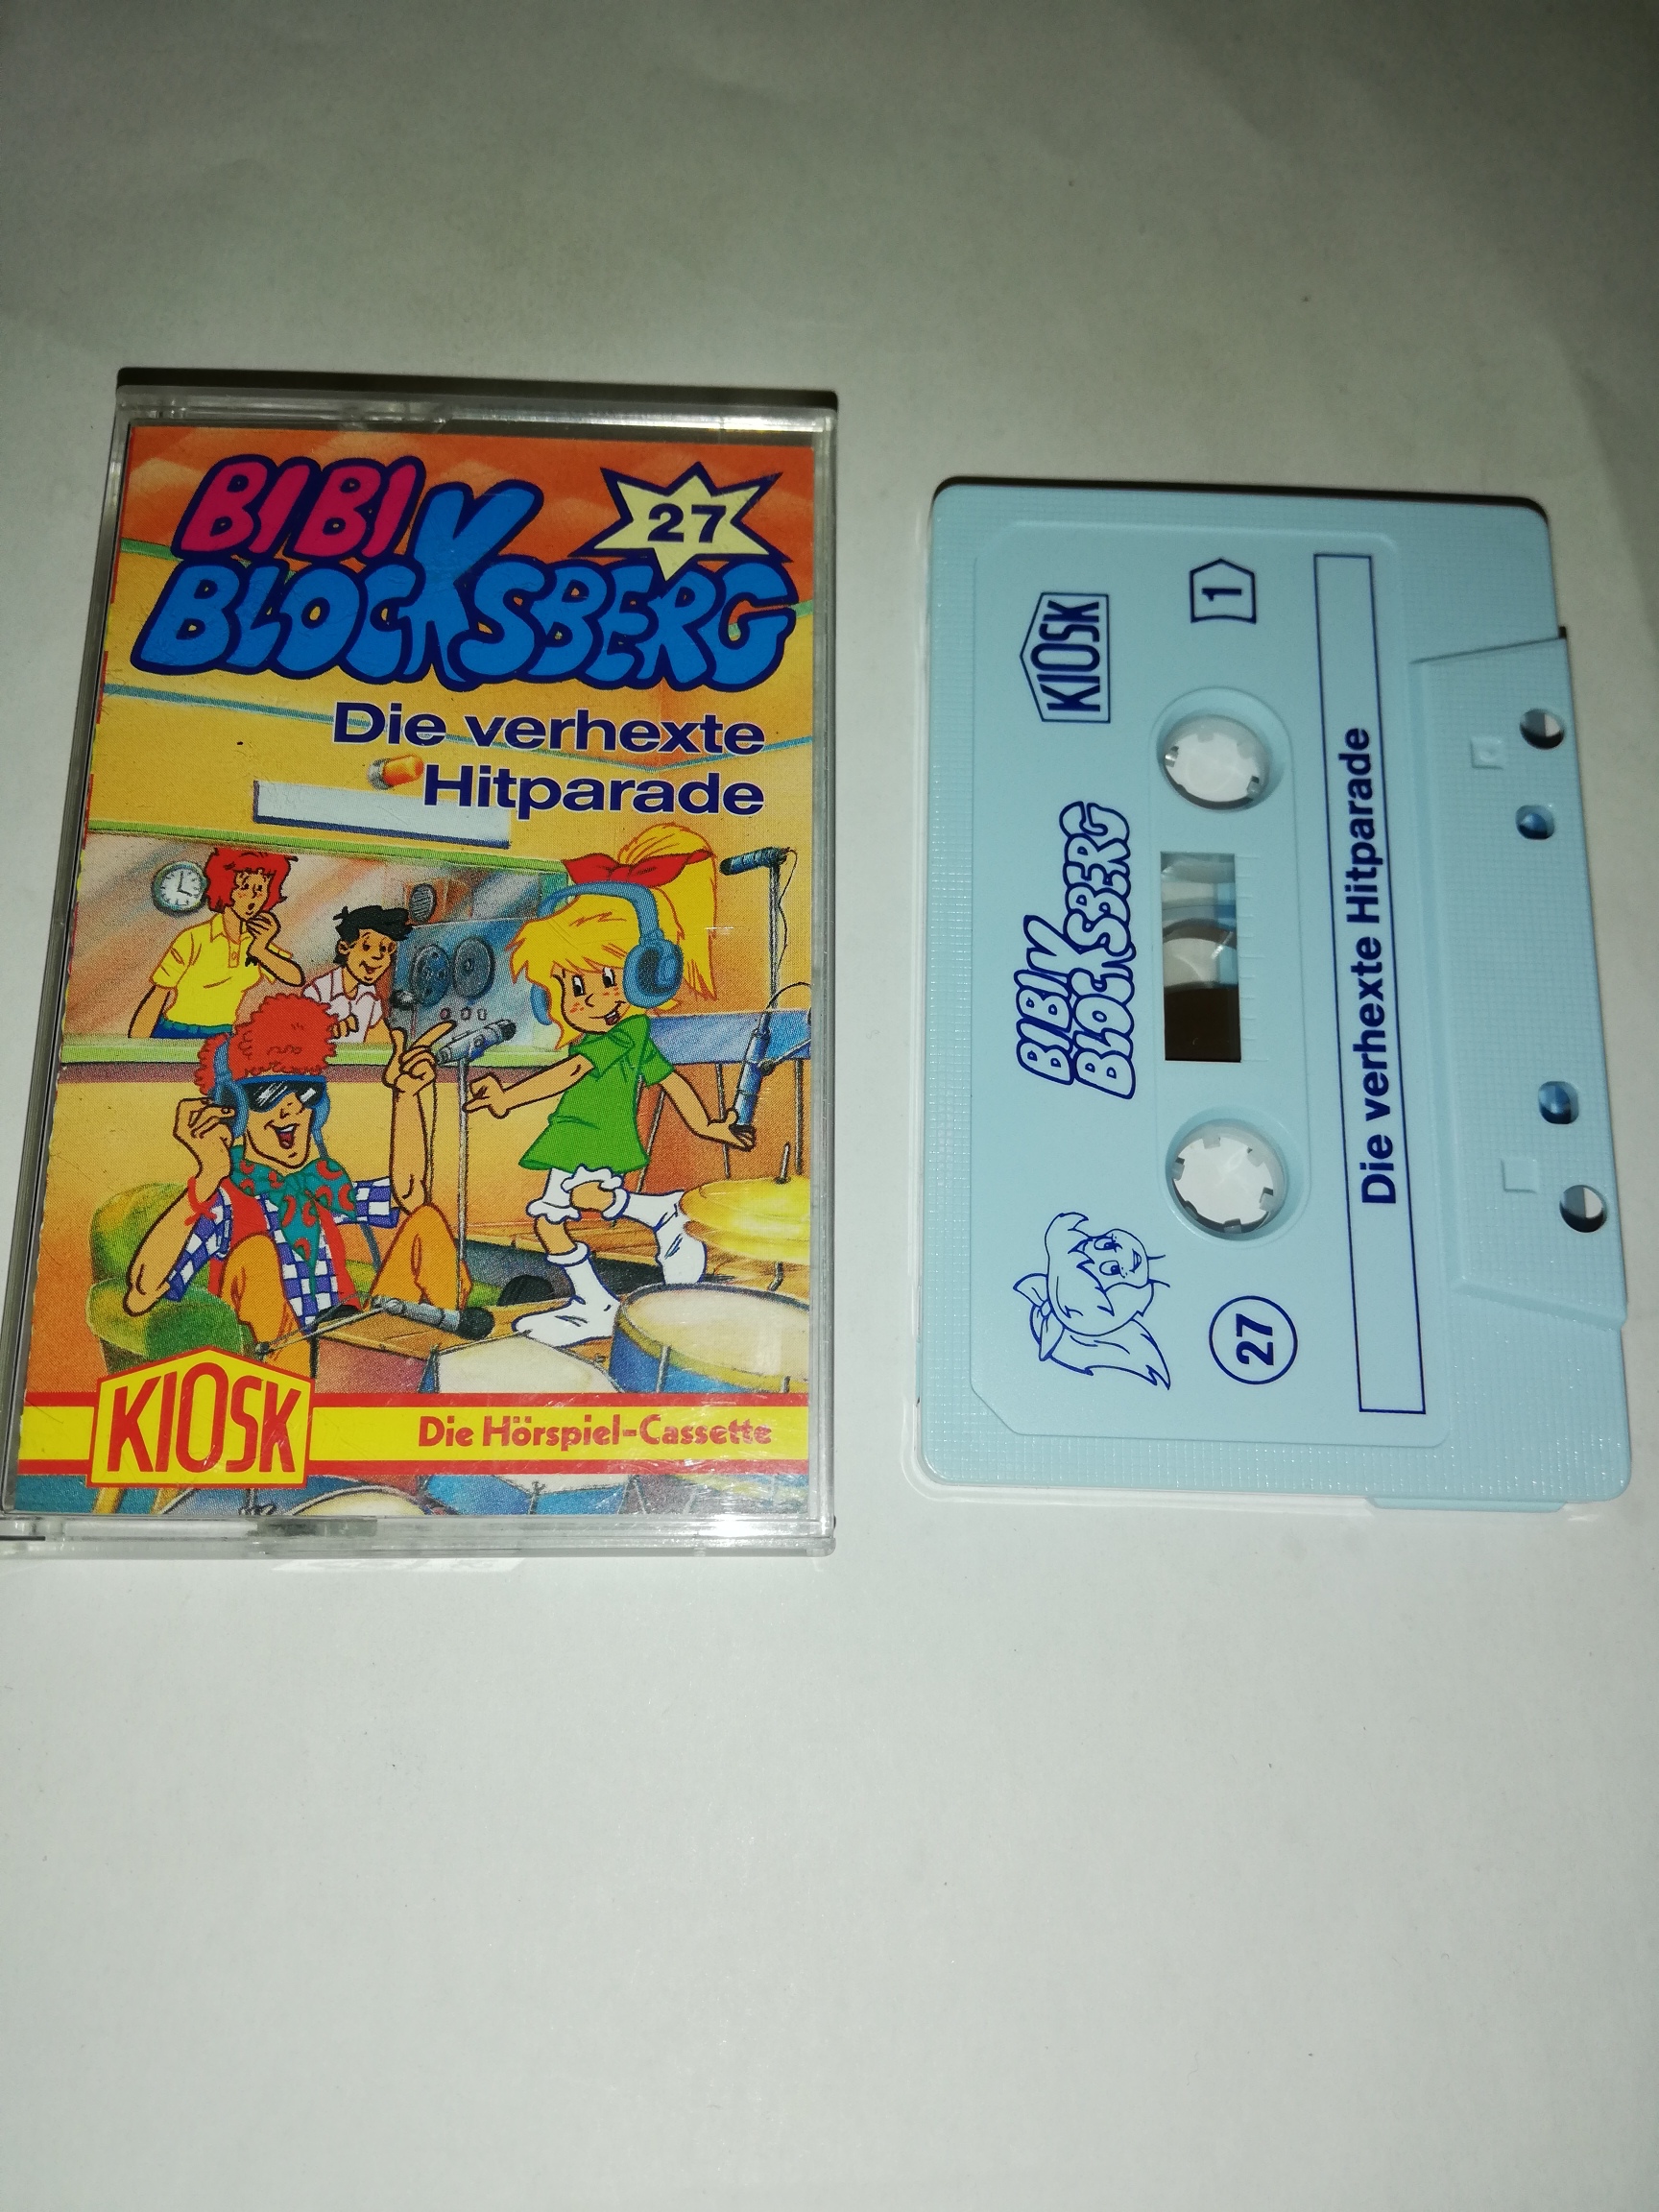 BIBI
BLOCKSBERG
27
Die verhexte
Hitparade
KIOSK
Die Hörspiel-Cassette
KIOSK
1
BIBI
BLOCKSBERG
27
Die verhexte Hitparade